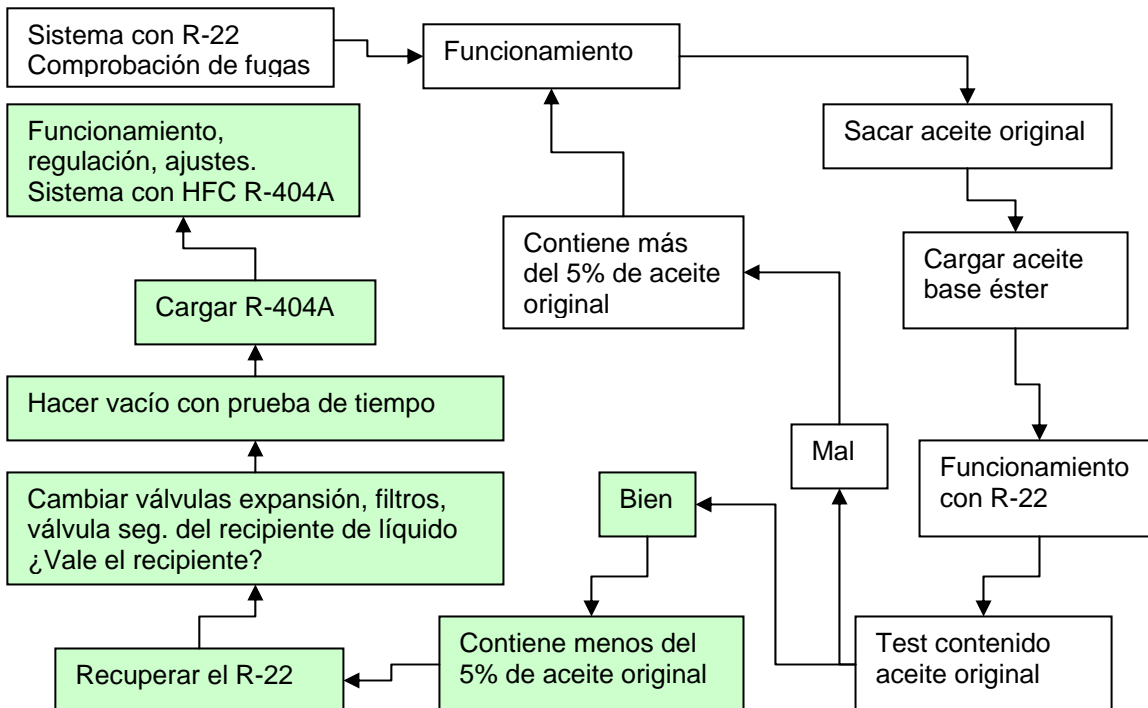 Sistema con R-22
Comprobación de fugas
Funcionamiento
Sacar aceite original
Cargar aceite
base éster
Funcionamiento
con R-22
Test contenido
aceite original
Mal
Contiene más
del 5% de aceite
original
Bien
Contiene menos del
5% de aceite original
Recuperar el R-22
Cambiar válvulas expansión, filtros,
válvula seg. del recipiente de líquido
¿Vale el recipiente?
Hacer vacío con prueba de tiempo
Cargar R-404A
Funcionamiento,
regulación, ajustes.
Sistema con HFC R-404A